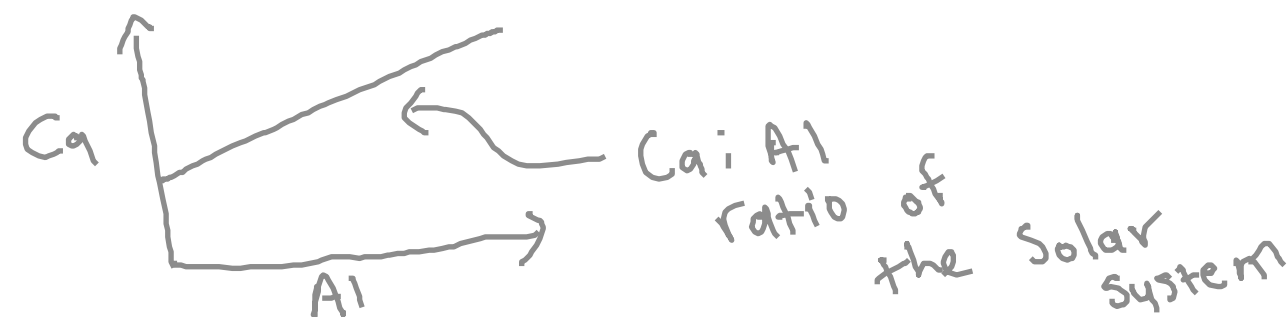 Ca
Al
Ca: Al
ratio of
the Solar
System